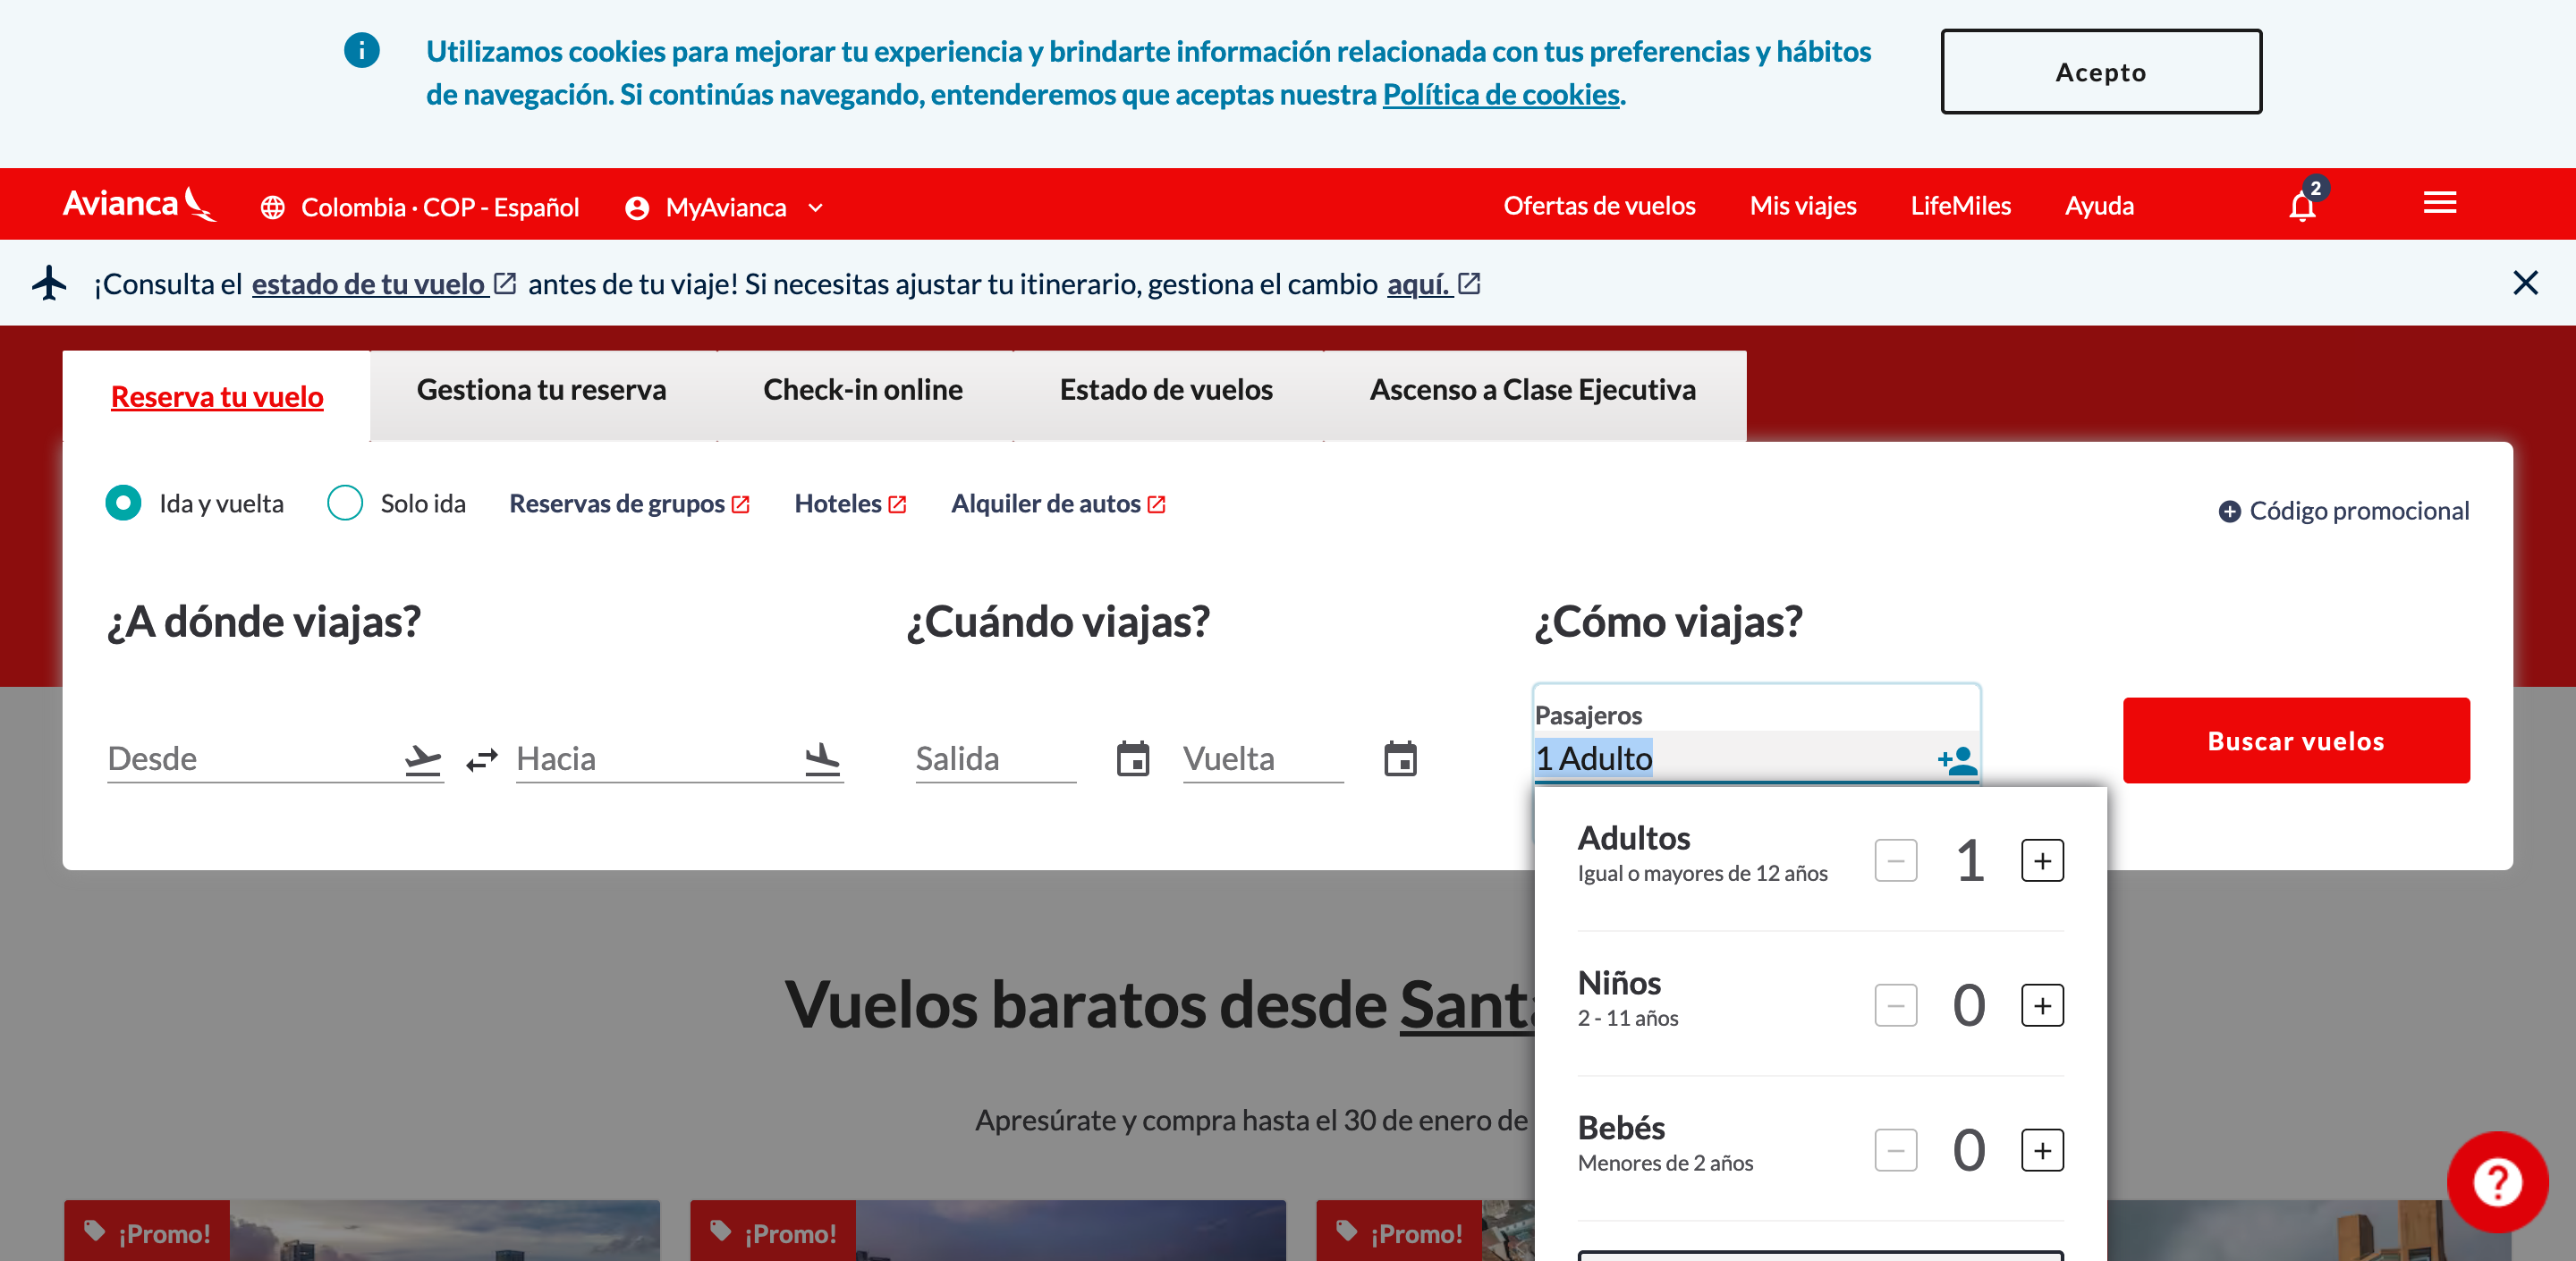 Utilizamos cookies para mejorar tu experiencia y brindarte información relacionada con tus preferencias y hábitos
de navegación. Si continúas navegando, entenderemos que aceptas nuestra Política de cookies.
Acepto
Avianca
Colombia · COP - Español
MyAvianca
Ofertas de vuelos
Mis viajes
LifeMiles
Ayuda
2
¡Consulta el estado de tu vuelo antes de tu viaje! Si necesitas ajustar tu itinerario, gestiona el cambio aquí.
Reserva tu vuelo
Gestiona tu reserva
Check-in online
Estado de vuelos
Ascenso a Clase Ejecutiva
Ida y vuelta
Solo ida
Reservas de grupos
Hoteles
Alquiler de autos
Código promocional
¿A dónde viajas?
¿Cuándo viajas?
¿Cómo viajas?
Desde
Hacia
Salida
Vuelta
Pasajeros
1 Adulto
Buscar vuelos
Adultos
Igual o mayores de 12 años
1
Niños
2 - 11 años
0
Bebés
Menores de 2 años
0
Vuelos baratos desde
Apresúrate y compra hasta el 30 de enero de
¡Promo!
¡Promo!
¡Promo!